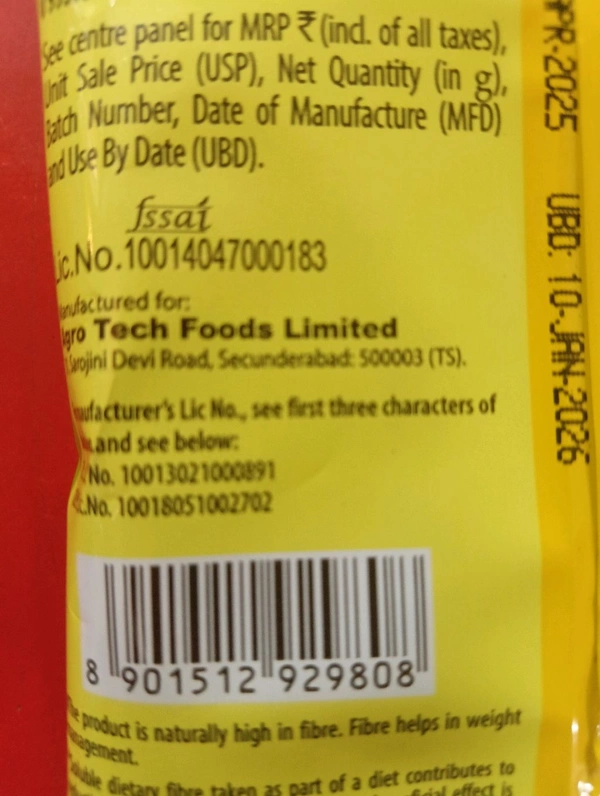 See centre panel for MRP ₹ (incl. of all taxes),
Unit Sale Price (USP), Net Quantity (in g),
Batch Number, Date of Manufacture (MFD)
and Use By Date (UBD).
fssai
Lic.No.10014047000183
Manufactured for:
Agro Tech Foods Limited
Sarojini Devi Road, Secunderabad: 500003 (TS).
Manufacturer's Lic No., see first three characters of
and see below:
No. 10013021000891
No. 10018051002702
8 901512 929808
product is naturally high in fibre. Fibre helps in weight
management.
dietary fibre taken as part of a diet contributes to
effect is
PR-2025 UBD: 10-JAN-2026